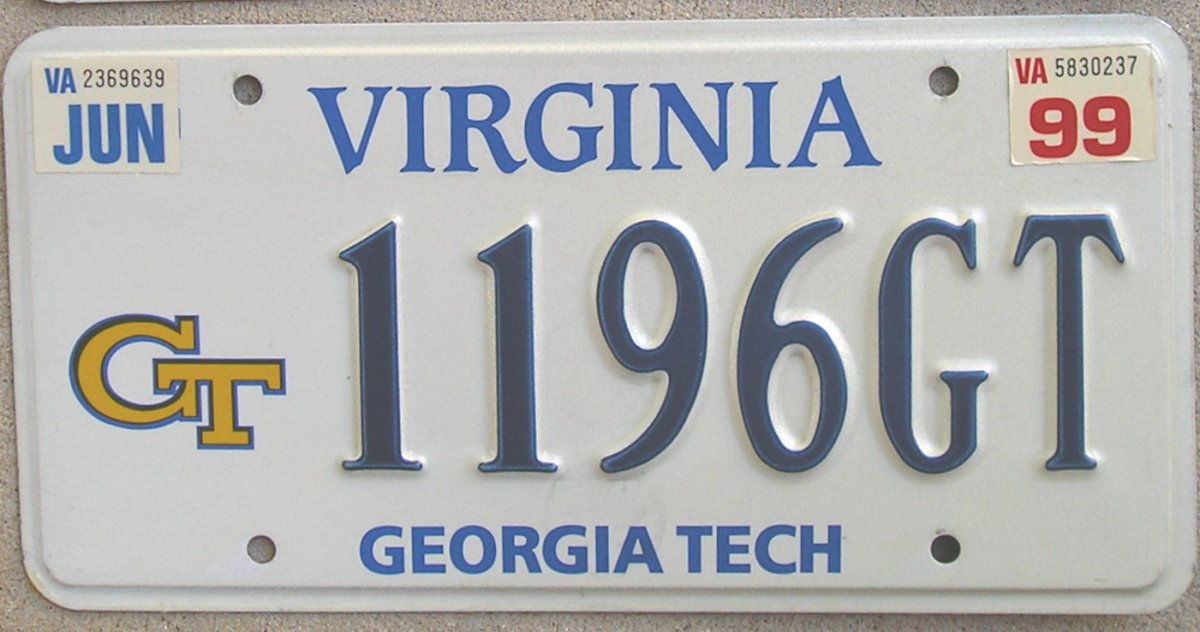 VA 2369639
JUN
VIRGINIA
VA 5830237
99
1196GT
GT
GEORGIA TECH